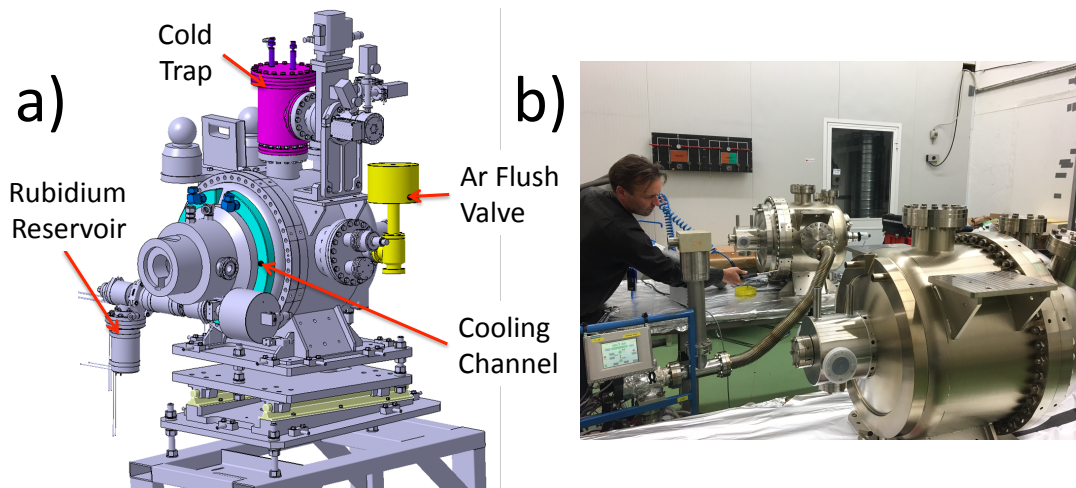 a)
Cold
Trap
Rubidium
Reservoir
Ar Flush
Valve
Cooling
Channel
b)